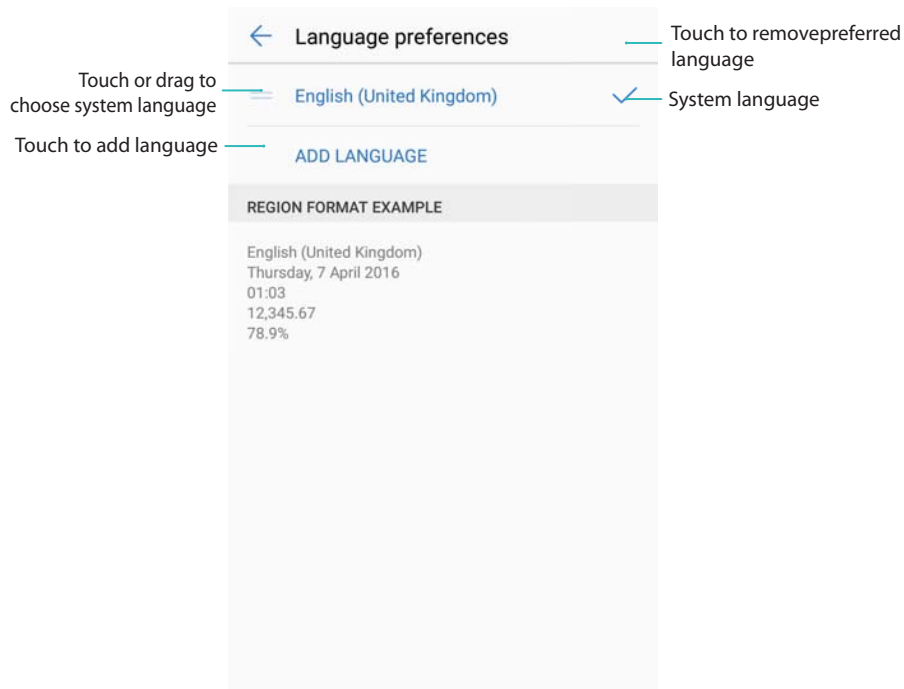 Language preferences
Touch to removepreferred
language
Touch or drag to
choose system language
English (United Kingdom)
System language
Touch to add language
ADD LANGUAGE
REGION FORMAT EXAMPLE
English (United Kingdom)
Thursday, 7 April 2016
01:03
12,345.67
78.9%